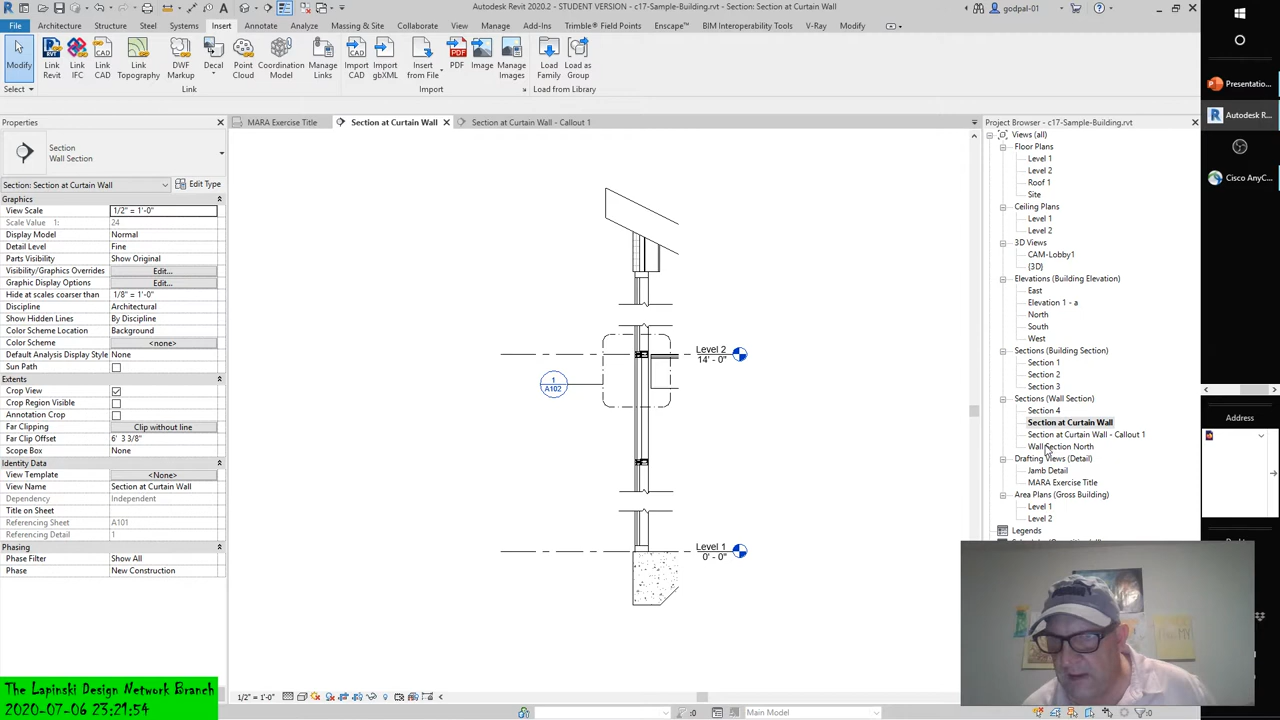 Autodesk Revit 2020.2 - STUDENT VERSION - c17-Sample-Building.rvt - Section: Section at Curtain Wall
godpal-01
File Architecture Structure Steel Systems Insert Annotate Analyze Massing & Site Collaborate View Manage Add-Ins Trimble® Field Points Enscape™ BIM Interoperability Tools V-Ray Modify
Modify
Link Revit
Link IFC
Link CAD
Link Topography
DWF Markup
Decal
Point Cloud
Coordination Model
Manage Links
Import CAD
Import gbXML
Insert from File
PDF
Image
Manage Images
Load Family
Load as Group
Select
Link
Import
Load from Library
Properties
MARA Exercise Title
Section at Curtain Wall
Section at Curtain Wall - Callout 1
Section
Wall Section
Section: Section at Curtain Wall
Edit Type
Graphics
View Scale 1/2" = 1'-0"
Scale Value 1: 24
Display Model Normal
Detail Level Fine
Parts Visibility Show Original
Visibility/Graphics Overrides Edit...
Graphic Display Options Edit...
Hide at scales coarser than 1/8" = 1'-0"
Discipline Architectural
Show Hidden Lines By Discipline
Color Scheme Location Background
Color Scheme <none>
Default Analysis Display Style None
Sun Path
Extents
Crop View
Crop Region Visible
Annotation Crop
Far Clipping Clip without line
Far Clip Offset 6' 3 3/8"
Scope Box None
Identity Data
View Template <None>
View Name Section at Curtain Wall
Dependency Independent
Title on Sheet
Referencing Sheet A101
Referencing Detail 1
Phasing
Phase Filter Show All
Phase New Construction
Level 2
14' - 0"
1
A102
Level 1
0' - 0"
Project Browser - c17-Sample-Building.rvt
Views (all)
Floor Plans
Level 1
Level 2
Roof 1
Site
Ceiling Plans
Level 1
Level 2
3D Views
CAM-Lobby1
{3D}
Elevations (Building Elevation)
East
Elevation 1 - a
North
South
West
Sections (Building Section)
Section 1
Section 2
Section 3
Sections (Wall Section)
Section 4
Section at Curtain Wall
Section at Curtain Wall - Callout 1
Wall Section North
Drafting Views (Detail)
Jamb Detail
MARA Exercise Title
Area Plans (Gross Building)
Level 1
Level 2
Legends
Presentatio...
Autodesk R...
Cisco AnyC...
Address
1/2" = 1'-0"
:0
Main Model
:0
The Lapinski Design Network Branch
2020-07-06 23:21:54